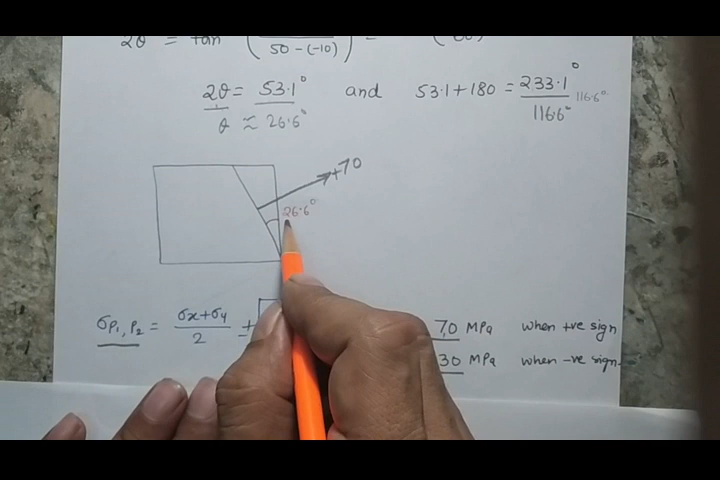 2θ = tan ( / 50-(-10) ) =
2θ = 53.1° and 53.1+180 = 233.1° 116.6°
θ ≈ 26.6° 116.6°
+70
26.6°
σP₁,P₂ = σx+σy / 2 ± 70 MPa when +ve sign
30 MPa when -ve sign